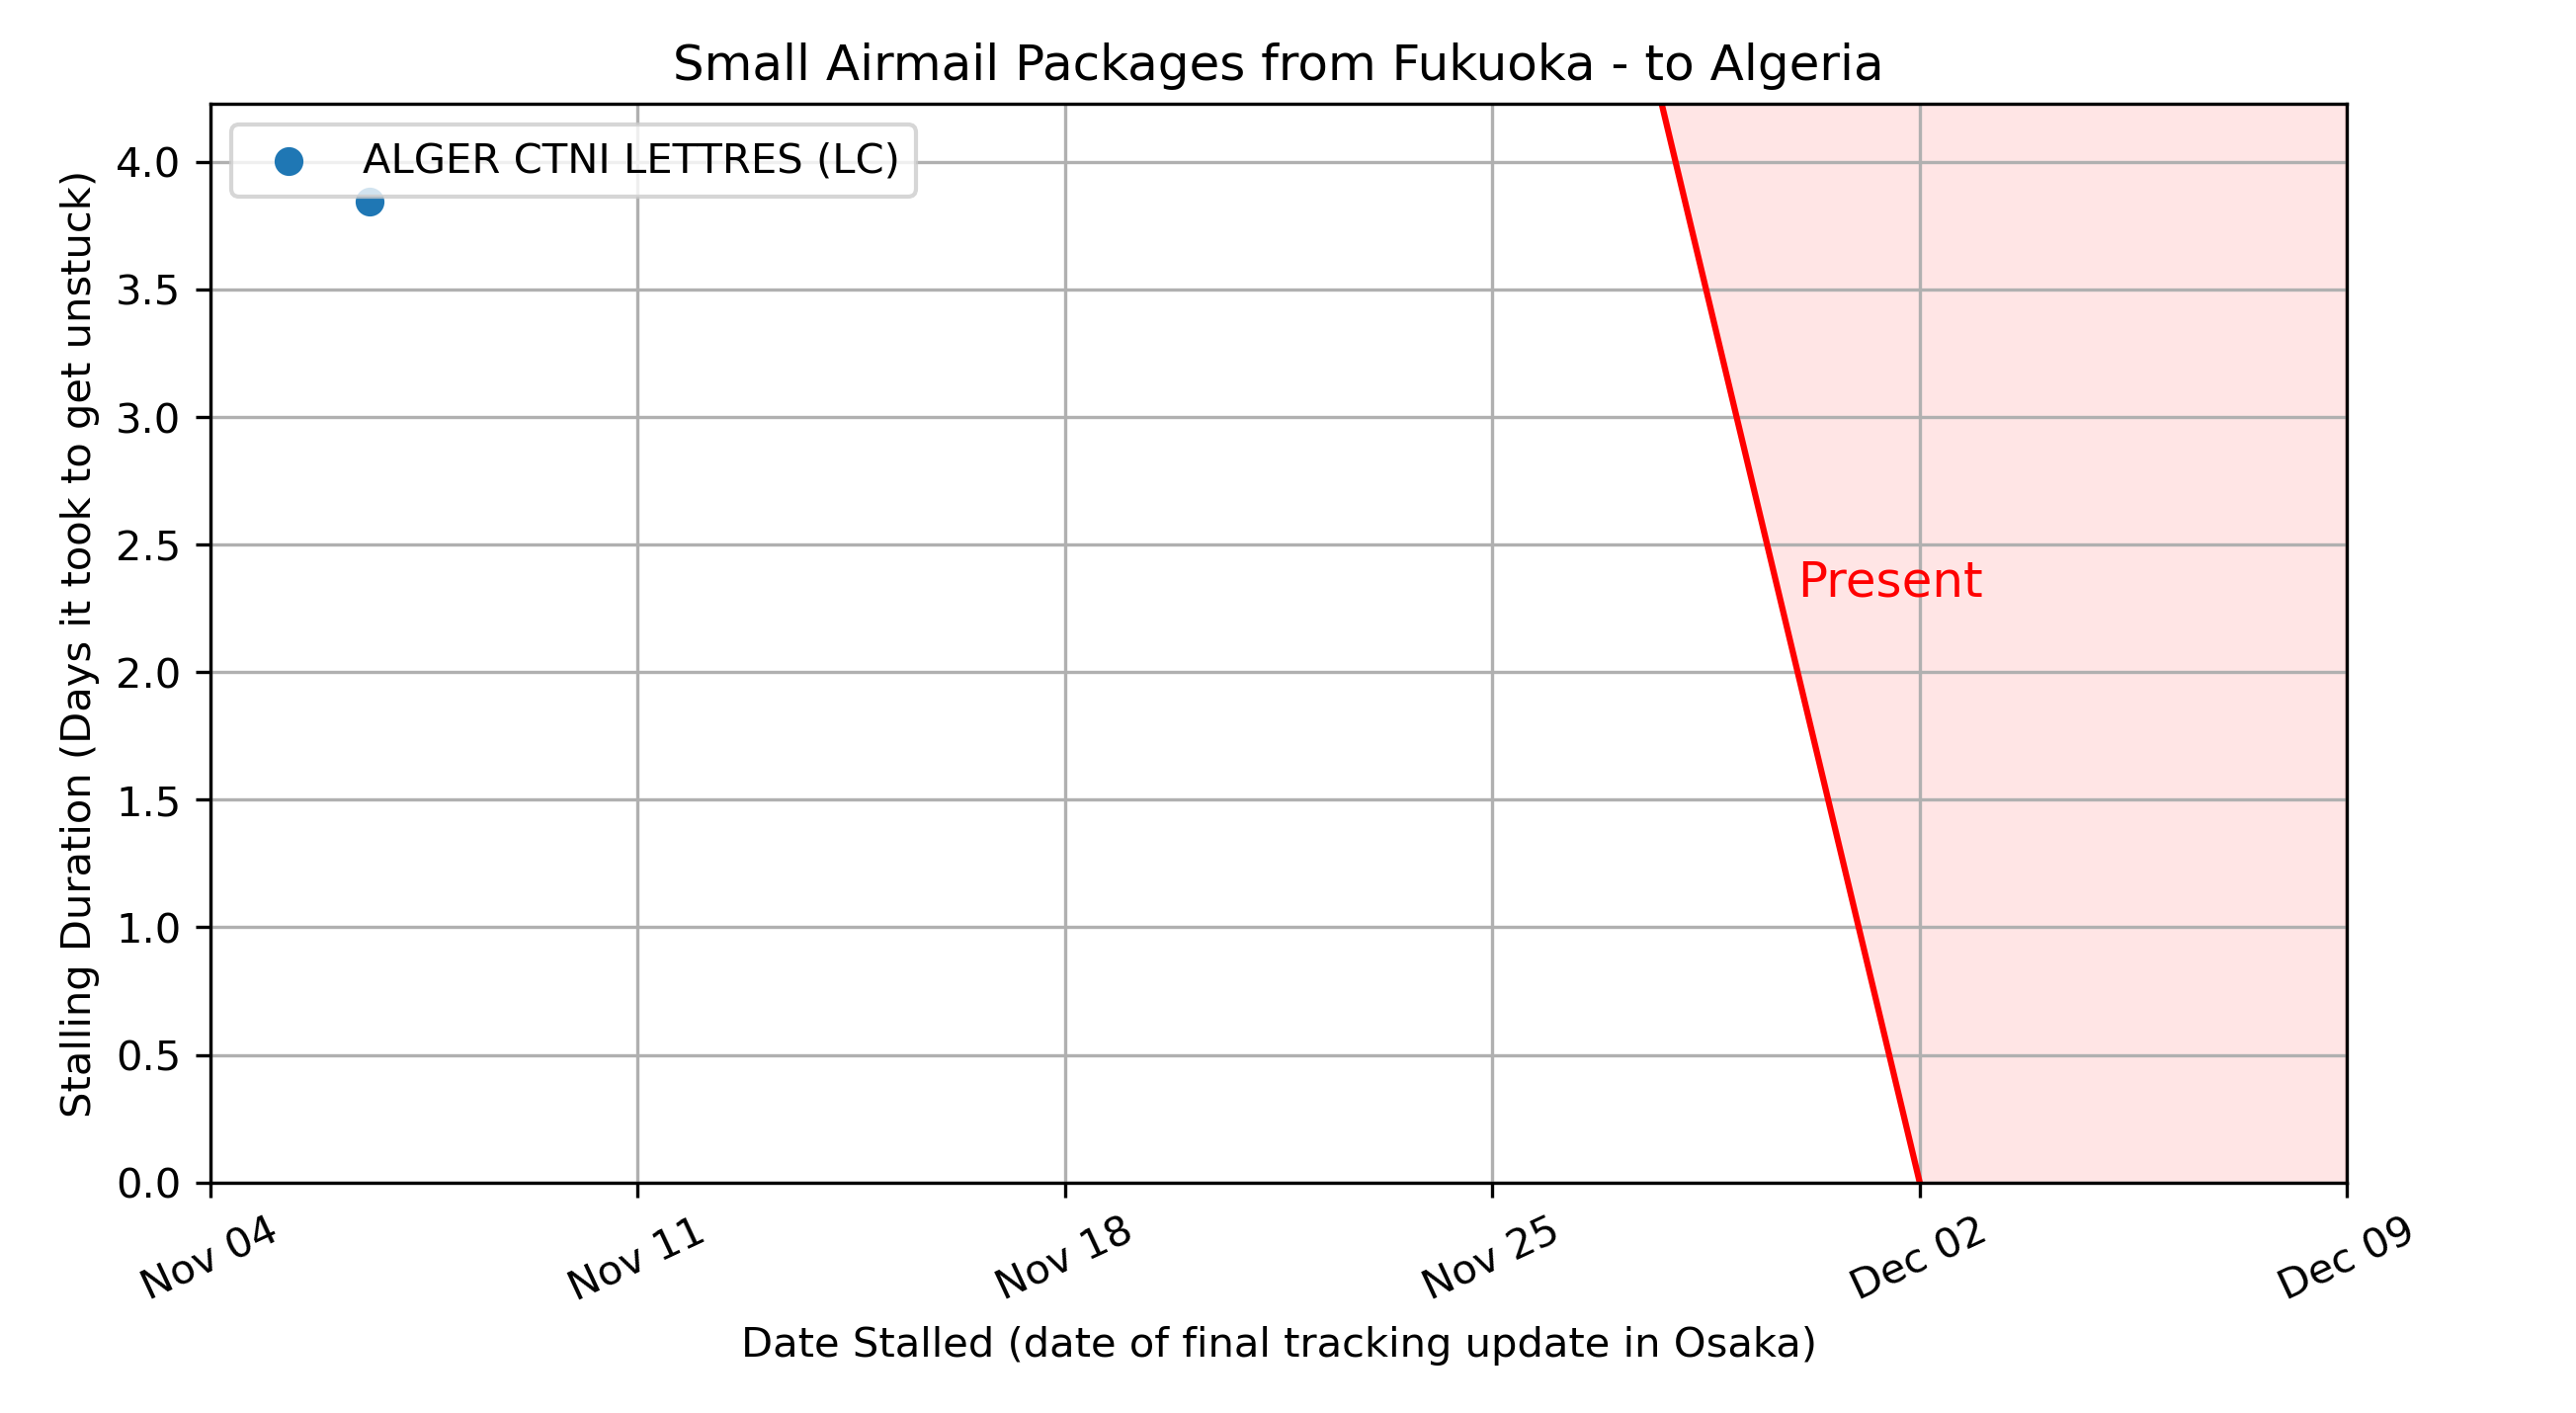 Small Airmail Packages from Fukuoka - to Algeria
ALGER CTNI LETTRES (LC)
Stalling Duration (Days it took to get unstuck)
4.0
3.5
3.0
2.5
2.0
1.5
1.0
0.5
0.0
Present
Nov 04
Nov 11
Nov 18
Nov 25
Dec 02
Dec 09
Date Stalled (date of final tracking update in Osaka)